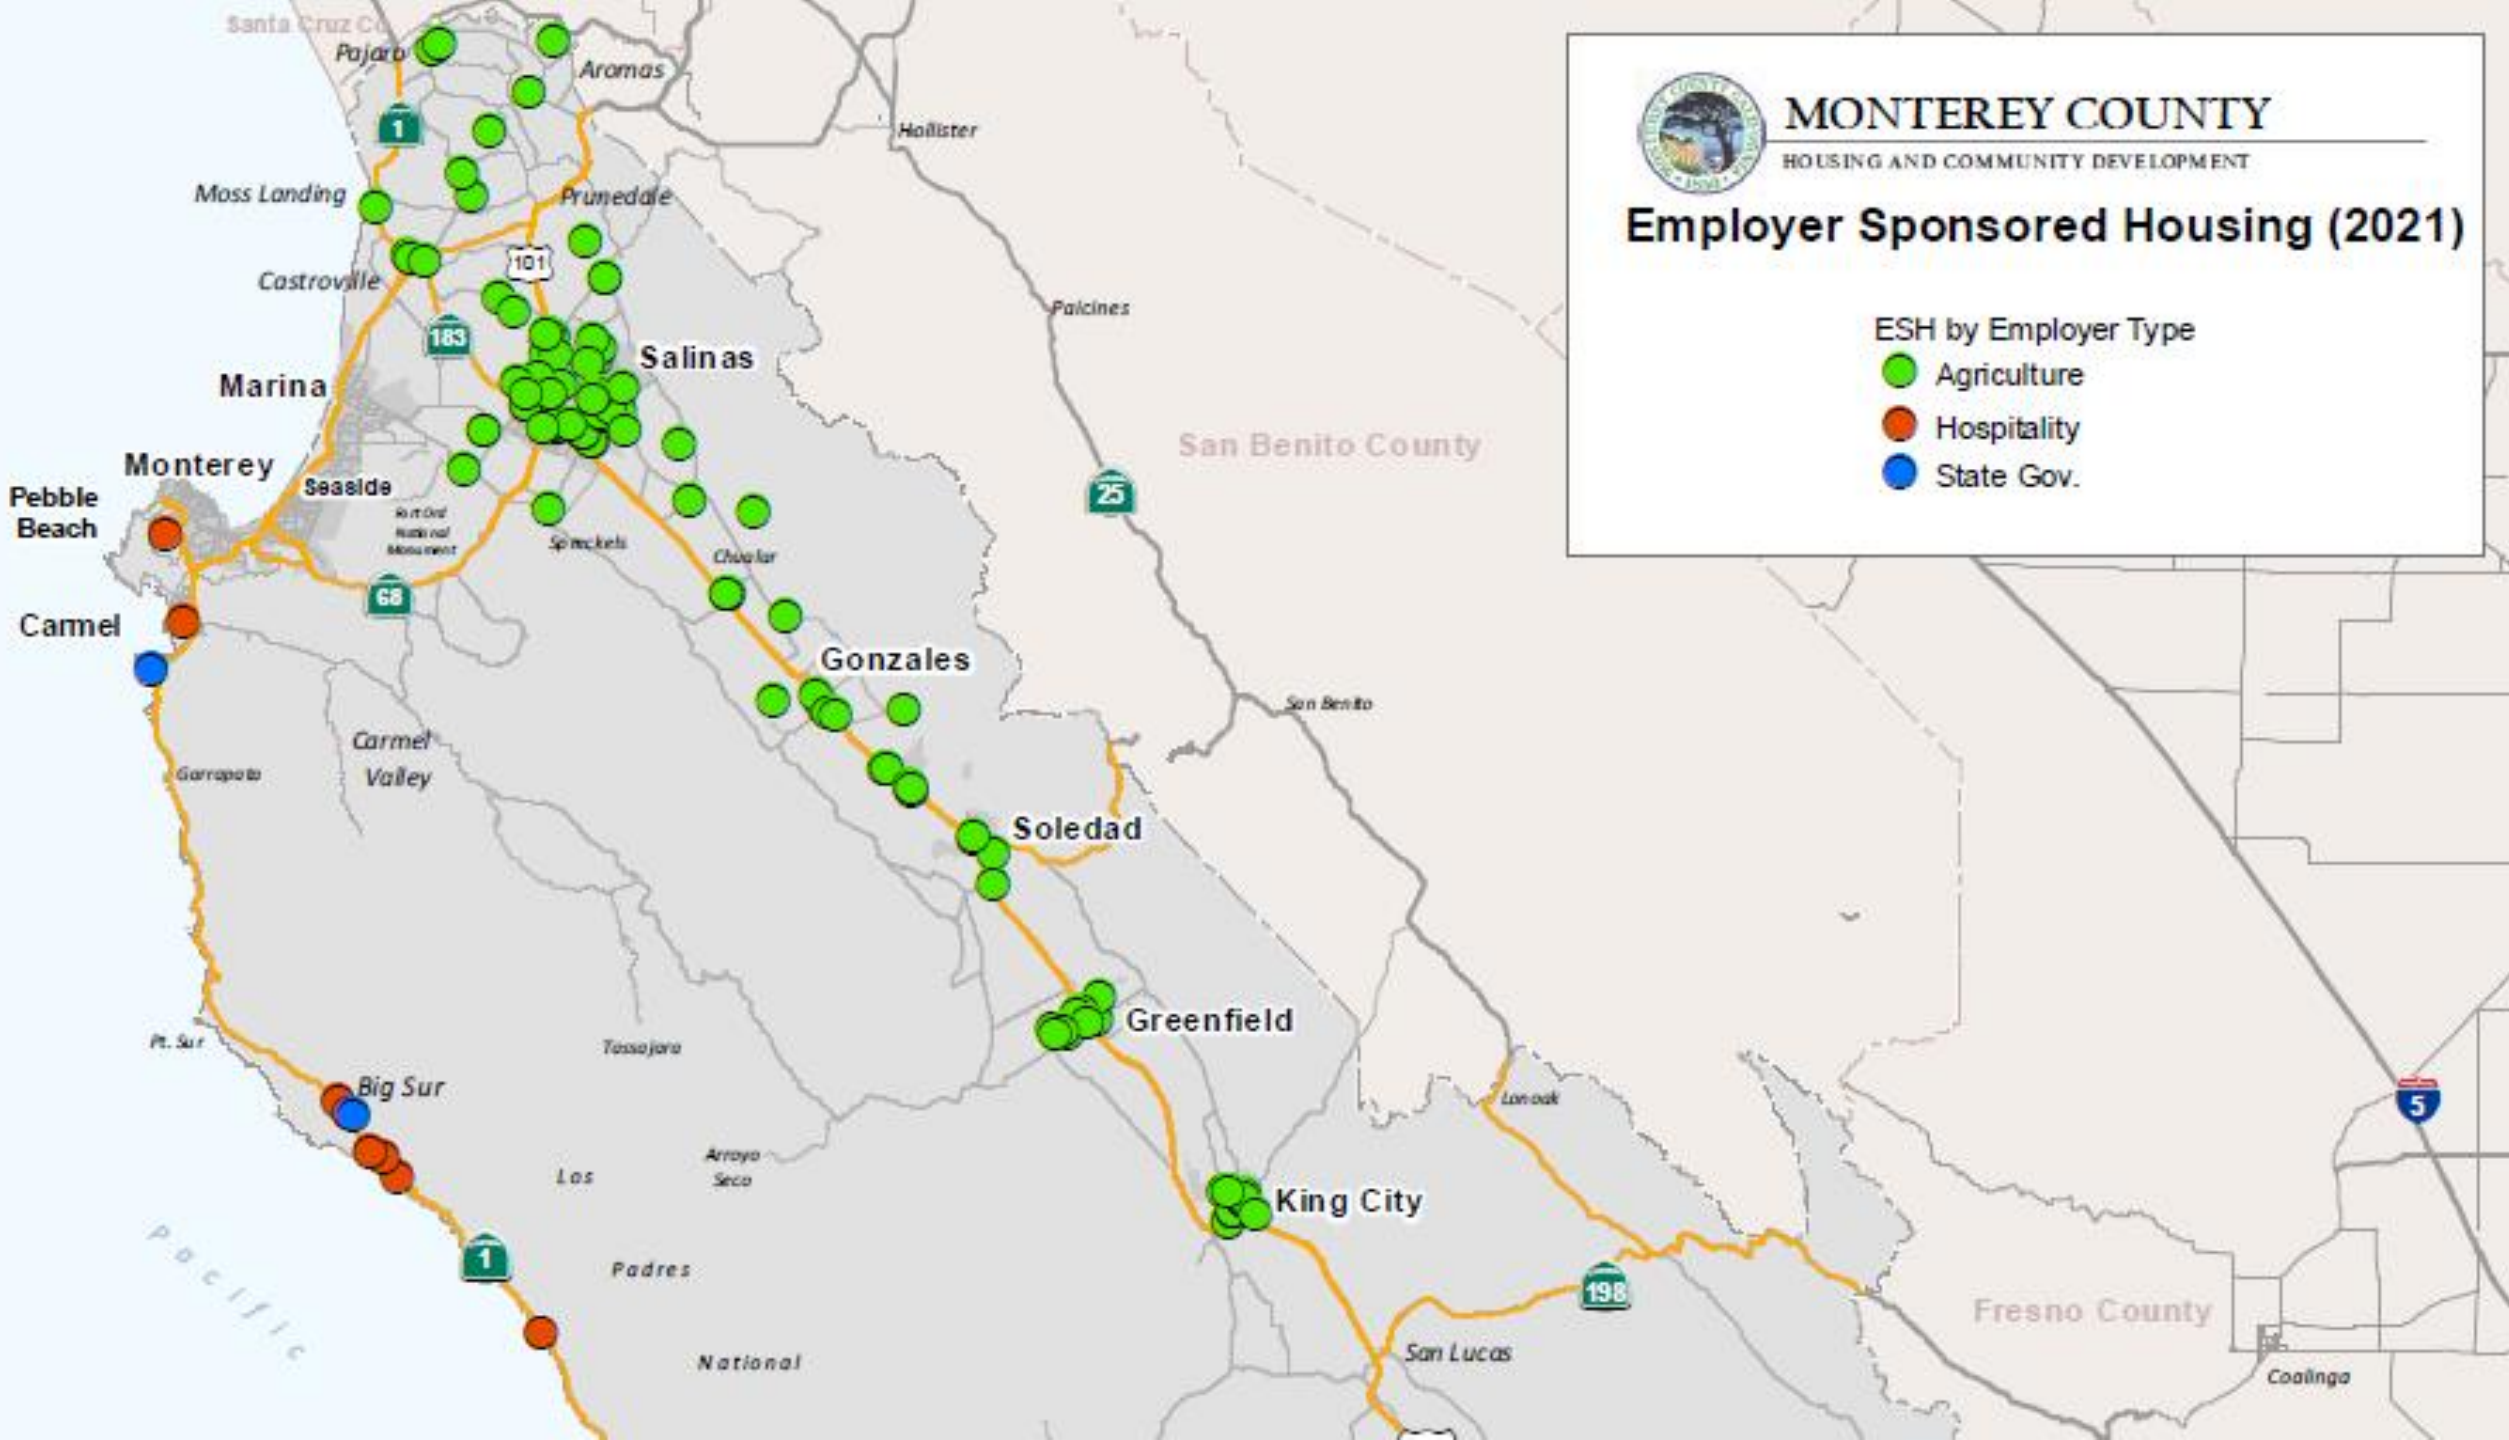 Santa Cruz Co
Pajaro
Aromas
1
Hollister
Moss Landing
Prunedale
101
Castroville
183
Salinas
Marina
Paicines
Monterey
Seaside
Pebble
Beach
Fort Ord
National
Monument
Spreckels
Chualar
San Benito County
25
68
Carmel
Gonzales
San Benito
Carmel
Valley
Garrapata
Soledad
Pt. Sur
Tassajara
Greenfield
Big Sur
Lonoak
5
Arroyo
Seco
Los
King City
Pacific
1
Padres
198
Fresno County
National
San Lucas
Coalinga
MONTEREY COUNTY
HOUSING AND COMMUNITY DEVELOPMENT
Employer Sponsored Housing (2021)
ESH by Employer Type
Agriculture
Hospitality
State Gov.